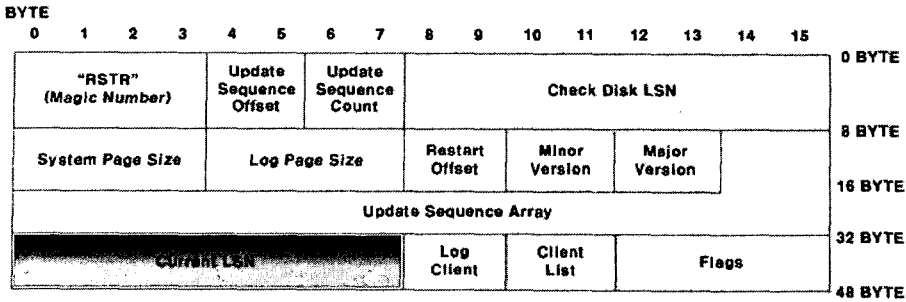 BYTE
0 1 2 3 4 5 6 7 8 9 10 11 12 13 14 15
0 BYTE
"RSTR"
(Magic Number)
Update
Sequence
Offset
Update
Sequence
Count
Check Disk LSN
8 BYTE
System Page Size
Log Page Size
Restart
Offset
Minor
Version
Major
Version
16 BYTE
Update Sequence Array
32 BYTE
Current LSN
Log
Client
Client
List
Flags
48 BYTE